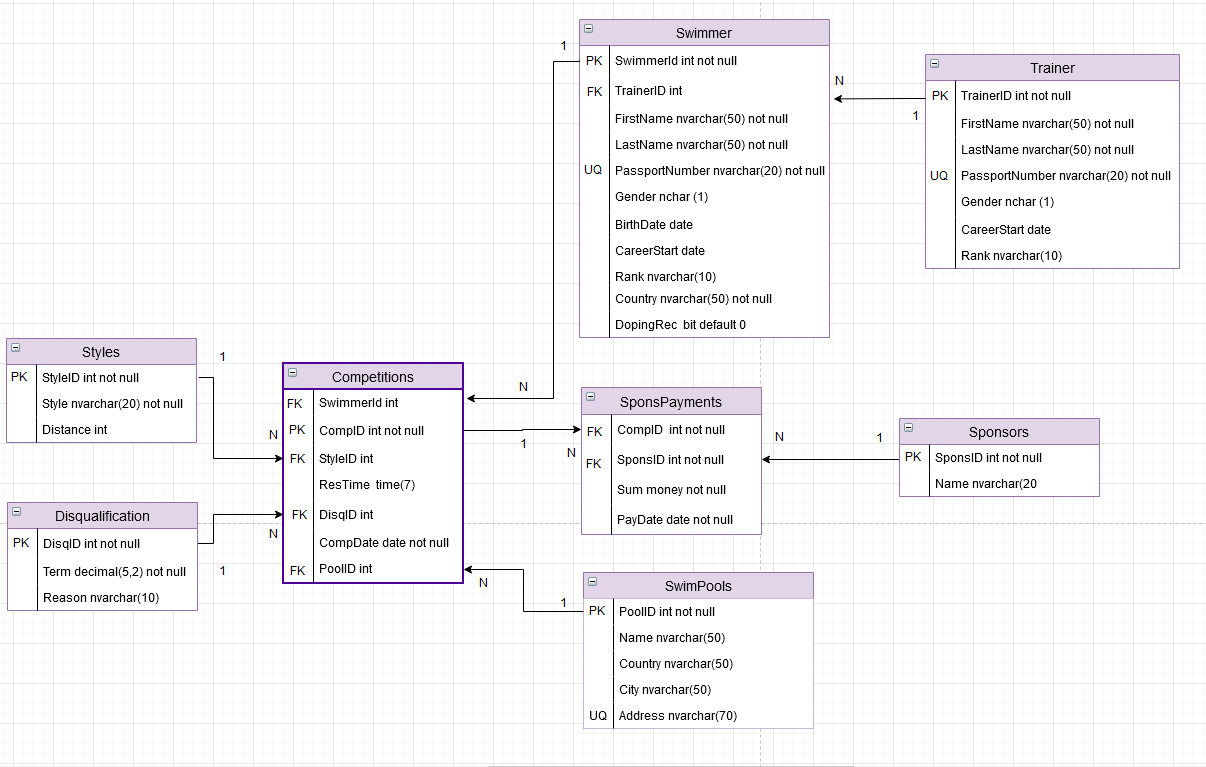 Swimmer
1
PK SwimmerId int not null
FK TrainerID int
FirstName nvarchar(50) not null
LastName nvarchar(50) not null
UQ PassportNumber nvarchar(20) not null
Gender nchar (1)
BirthDate date
CareerStart date
Rank nvarchar(10)
Country nvarchar(50) not null
DopingRec bit default 0
Trainer
N
1
PK TrainerID int not null
FirstName nvarchar(50) not null
LastName nvarchar(50) not null
UQ PassportNumber nvarchar(20) not null
Gender nchar (1)
CareerStart date
Rank nvarchar(10)
Styles
1
PK StyleID int not null
Style nvarchar(20) not null
Distance int
N
Competitions
N
FK SwimmerId int
PK CompID int not null
FK StyleID int
ResTime time(7)
FK DisqID int
CompDate date not null
FK PoolID int
SponsPayments
1
N
FK CompID int not null
FK SponsID int not null
Sum money not null
PayDate date not null
N
1
Sponsors
PK SponsID int not null
Name nvarchar(20
Disqualification
N
1
PK DisqID int not null
Term decimal(5,2) not null
Reason nvarchar(10)
SwimPools
N
1
PK PoolID int not null
Name nvarchar(50)
Country nvarchar(50)
City nvarchar(50)
UQ Address nvarchar(70)